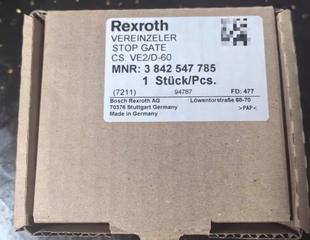 Rexroth
VEREINZELER
STOP GATE
CS: VE2/D-60
MNR: 3 842 547 785
1 Stück/Pcs.
(7211) 94767 FD: 477
Bosch Rexroth AG Löwentorstraße 68-70
70376 Stuttgart Germany >PAP<
Made in Germany